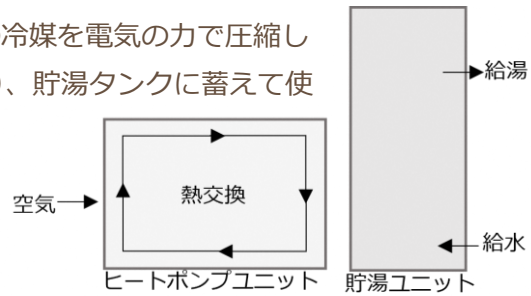 冷媒を電気の力で圧縮し
、貯湯タンクに蓄えて使
給湯
空気
熱交換
給水
ヒートポンプユニット
貯湯ユニット